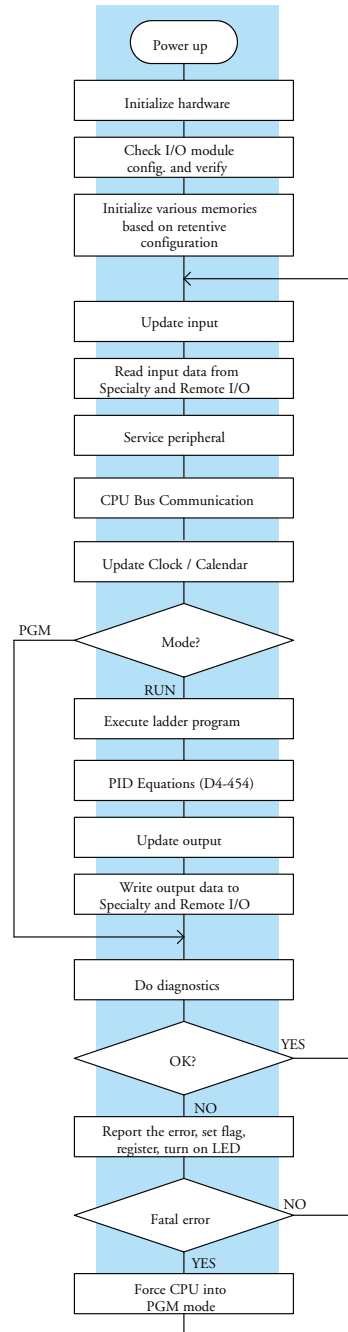 Power up
Initialize hardware
Check I/O module
config. and verify
Initialize various memories
based on retentive
configuration
Update input
Read input data from
Specialty and Remote I/O
Service peripheral
CPU Bus Communication
Update Clock / Calendar
PGM
Mode?
RUN
Execute ladder program
PID Equations (D4-454)
Update output
Write output data to
Specialty and Remote I/O
Do diagnostics
YES
OK?
NO
Report the error, set flag,
register, turn on LED
NO
Fatal error
YES
Force CPU into
PGM mode